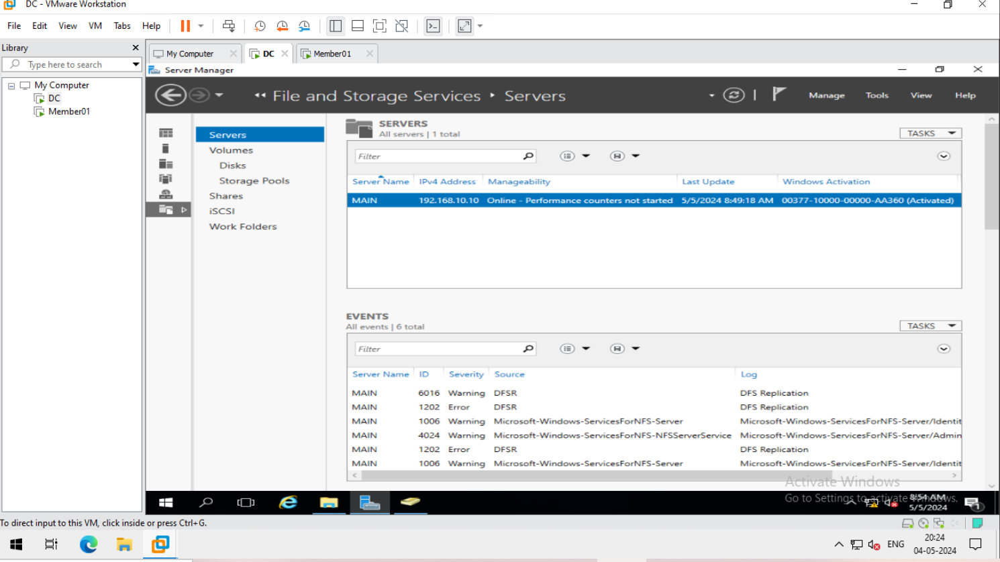 DC - VMware Workstation
File Edit View VM Tabs Help
Library
Type here to search
My Computer
DC
Member01
My Computer DC Member01
Server Manager
File and Storage Services Servers
Manage Tools View Help
Servers
Volumes
Disks
Storage Pools
Shares
iSCSI
Work Folders
SERVERS
All servers | 1 total
TASKS
Filter
Server Name IPv4 Address Manageability Last Update Windows Activation
MAIN 192.168.10.10 Online - Performance counters not started 5/5/2024 8:49:18 AM 00377-10000-00000-AA360 (Activated)
EVENTS
All events | 6 total
TASKS
Filter
Server Name ID Severity Source Log
MAIN 6016 Warning DFSR DFS Replication
MAIN 1202 Error DFSR DFS Replication
MAIN 1006 Warning Microsoft-Windows-ServicesForNFS-Server Microsoft-Windows-ServicesForNFS-Server/Identit
MAIN 4024 Warning Microsoft-Windows-ServicesForNFS-NFSServerService Microsoft-Windows-ServicesForNFS-Server/Admin
MAIN 1202 Error DFSR DFS Replication
MAIN 1006 Warning Microsoft-Windows-ServicesForNFS-Server Microsoft-Windows-ServicesForNFS-Server/Identit
Activate Windows
Go to Settings to activate Windows.
8:54 AM
5/5/2024
1
To direct input to this VM, click inside or press Ctrl+G.
ENG
20:24
04-05-2024